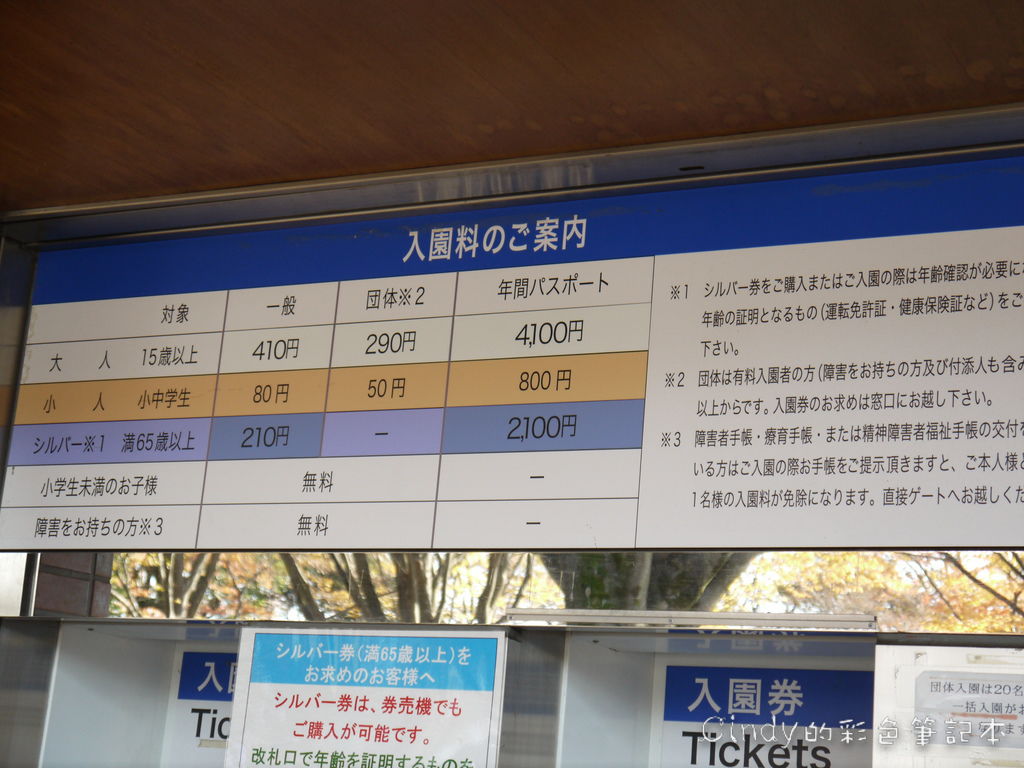 入園料のご案内
対象 一般 団体※2 年間パスポート
大 人 15歳以上 410円 290円 4,100円
小 人 小中学生 80円 50円 800円
シルバー※1 満65歳以上 210円 － 2,100円
小学生未満のお子様 無料 －
障害をお持ちの方※3 無料 －
※1 シルバー券をご購入またはご入園の際は年齢確認が必要に
年齢の証明となるもの（運転免許証・健康保険証など）をご
下さい。
※2 団体は有料入園者の方（障害をお持ちの方及び付添人も含み
以上からです。入園券のお求めは窓口にお越し下さい。
※3 障害者手帳・療育手帳・または精神障害者福祉手帳の交付を
いる方はご入園の際お手帳をご提示頂きますと、ご本人様と
1名様の入園料が免除になります。直接ゲートへお越しくだ
シルバー券（満65歳以上）を
お求めのお客様へ
シルバー券は、券売機でも
ご購入が可能です。
改札口で年齢を証明するものを
入園券
Tickets
団体入園は20名
一括入園が
Cindy的彩色筆記本